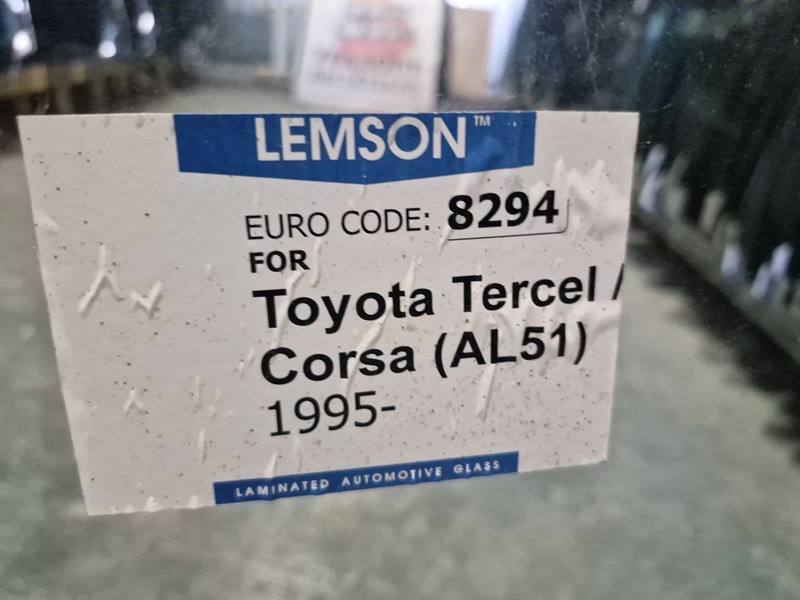 LEMSON™
EURO CODE: 8294
FOR
Toyota Tercel /
Corsa (AL51)
1995-
LAMINATED AUTOMOTIVE GLASS